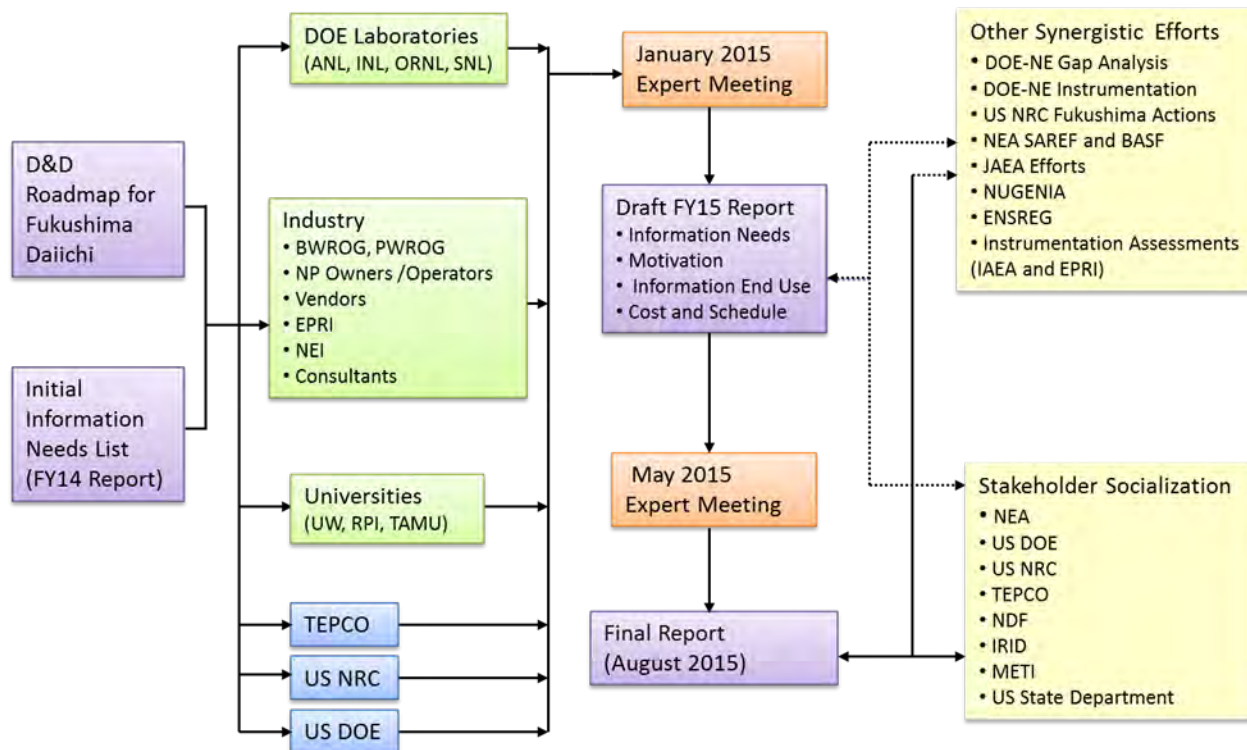 D&D
Roadmap for
Fukushima
Daiichi
Initial
Information
Needs List
(FY14 Report)
DOE Laboratories
(ANL, INL, ORNL, SNL)
Industry
• BWROG, PWROG
• NP Owners /Operators
• Vendors
• EPRI
• NEI
• Consultants
Universities
(UW, RPI, TAMU)
TEPCO
US NRC
US DOE
January 2015
Expert Meeting
Draft FY15 Report
• Information Needs
• Motivation
• Information End Use
• Cost and Schedule
May 2015
Expert Meeting
Final Report
(August 2015)
Other Synergistic Efforts
• DOE-NE Gap Analysis
• DOE-NE Instrumentation
• US NRC Fukushima Actions
• NEA SAREF and BASF
• JAEA Efforts
• NUGENIA
• ENSREG
• Instrumentation Assessments
(IAEA and EPRI)
Stakeholder Socialization
• NEA
• US DOE
• US NRC
• TEPCO
• NDF
• IRID
• METI
• US State Department